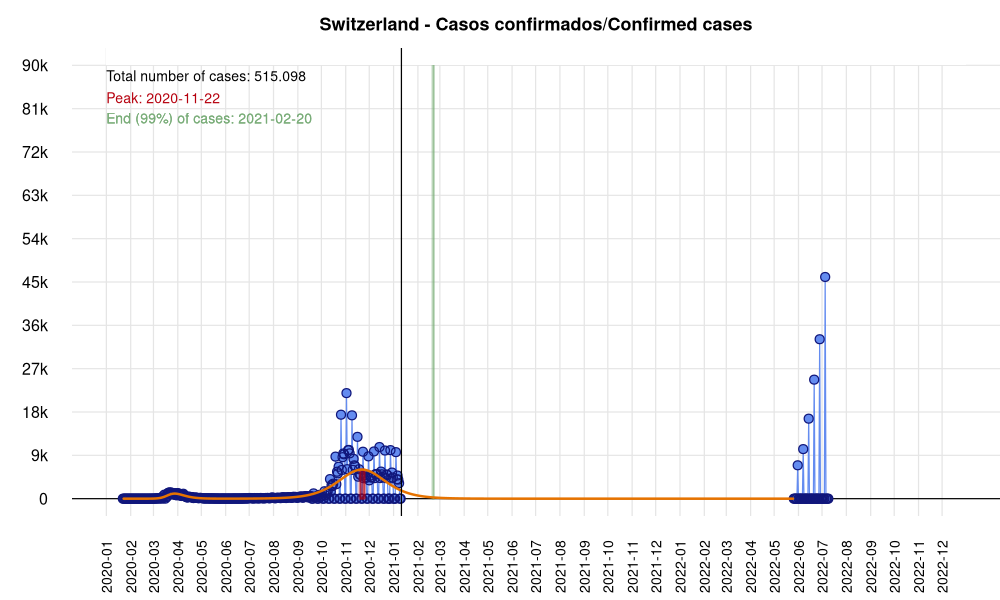 Switzerland - Casos confirmados/Confirmed cases
Total number of cases: 515.098
Peak: 2020-11-22
End (99%) of cases: 2021-02-20
90k
81k
72k
63k
54k
45k
36k
27k
18k
9k
0
2020-01
2020-02
2020-03
2020-04
2020-05
2020-06
2020-07
2020-08
2020-09
2020-10
2020-11
2020-12
2021-01
2021-02
2021-03
2021-04
2021-05
2021-06
2021-07
2021-08
2021-09
2021-10
2021-11
2021-12
2022-01
2022-02
2022-03
2022-04
2022-05
2022-06
2022-07
2022-08
2022-09
2022-10
2022-11
2022-12